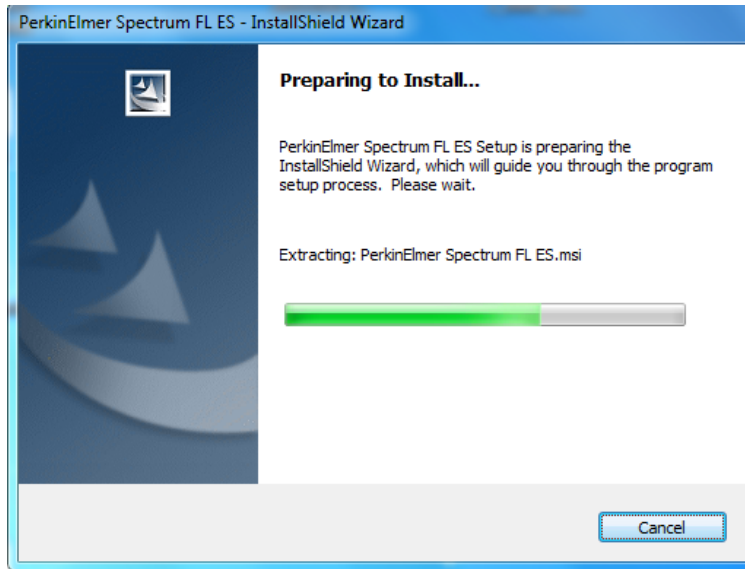 PerkinElmer Spectrum FL ES - InstallShield Wizard
Preparing to Install...
PerkinElmer Spectrum FL ES Setup is preparing the
InstallShield Wizard, which will guide you through the program
setup process.  Please wait.
Extracting: PerkinElmer Spectrum FL ES.msi
Cancel